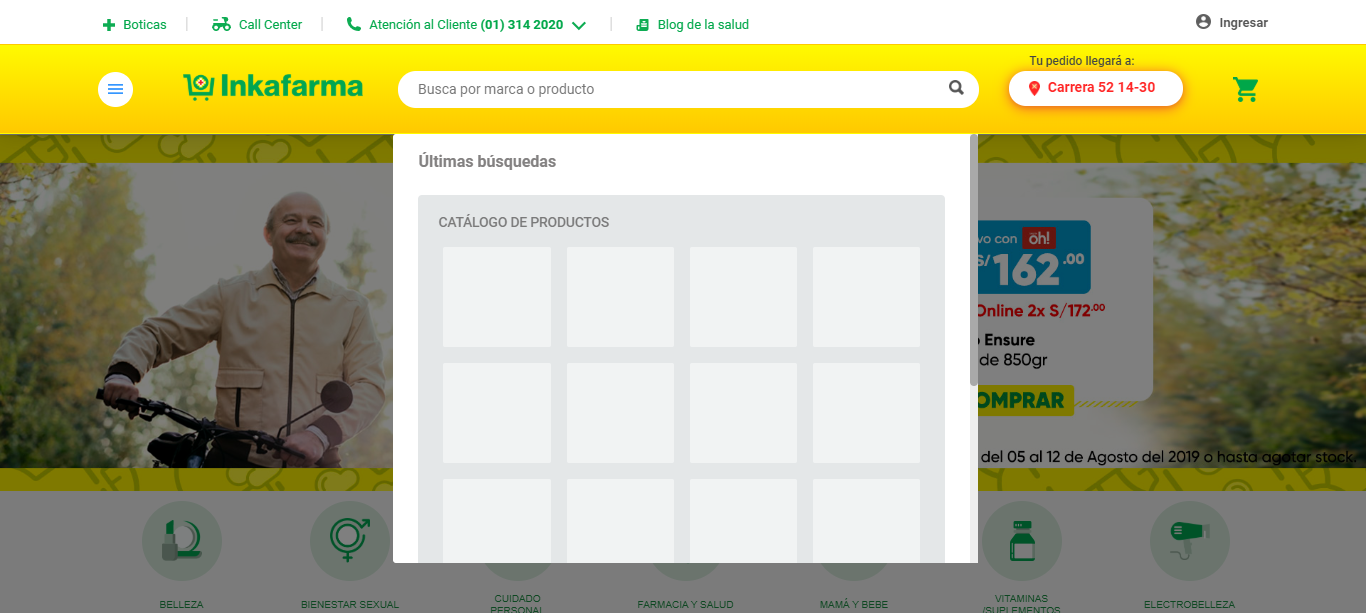 Boticas
Call Center
Atención al Cliente (01) 314 2020
Blog de la salud
Ingresar
Inkafarma
Busca por marca o producto
Tu pedido llegará a:
Carrera 52 14-30
Últimas búsquedas
CATÁLOGO DE PRODUCTOS
vo con öh!
S/162.00
Online 2x S/172.00
Ensure
de 850gr
OMPRAR
del 05 al 12 de Agosto del 2019 o hasta agotar stock.
BELLEZA
BIENESTAR SEXUAL
CUIDADO
PERSONAL
FARMACIA Y SALUD
MAMÁ Y BEBE
VITAMINAS
/SUPLEMENTOS
ELECTROBELLEZA